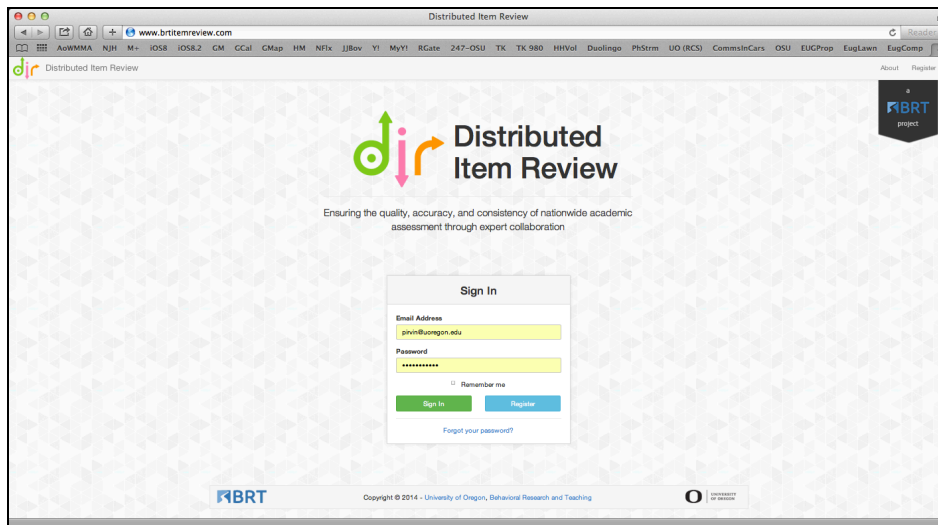 Distributed Item Review
www.brtitemreview.com
Reader
AoWMMA NJH M+ iOS8 iOS8.2 GM GCal GMap HM NFlx JJBov Y! MyY! RGate 247-OSU TK TK 980 HHVol Duolingo PhStrm UO (RCS) CommsInCars OSU EUGProp EugLawn EugComp
dir Distributed Item Review
About Register
a
BRT
project
dir Distributed
Item Review
Ensuring the quality, accuracy, and consistency of nationwide academic
assessment through expert collaboration
Sign In
Email Address
pirvin@uoregon.edu
Password
•••••••••••
Remember me
Sign In Register
Forgot your password?
BRT Copyright © 2014 - University of Oregon, Behavioral Research and Teaching O UNIVERSITY
OF OREGON